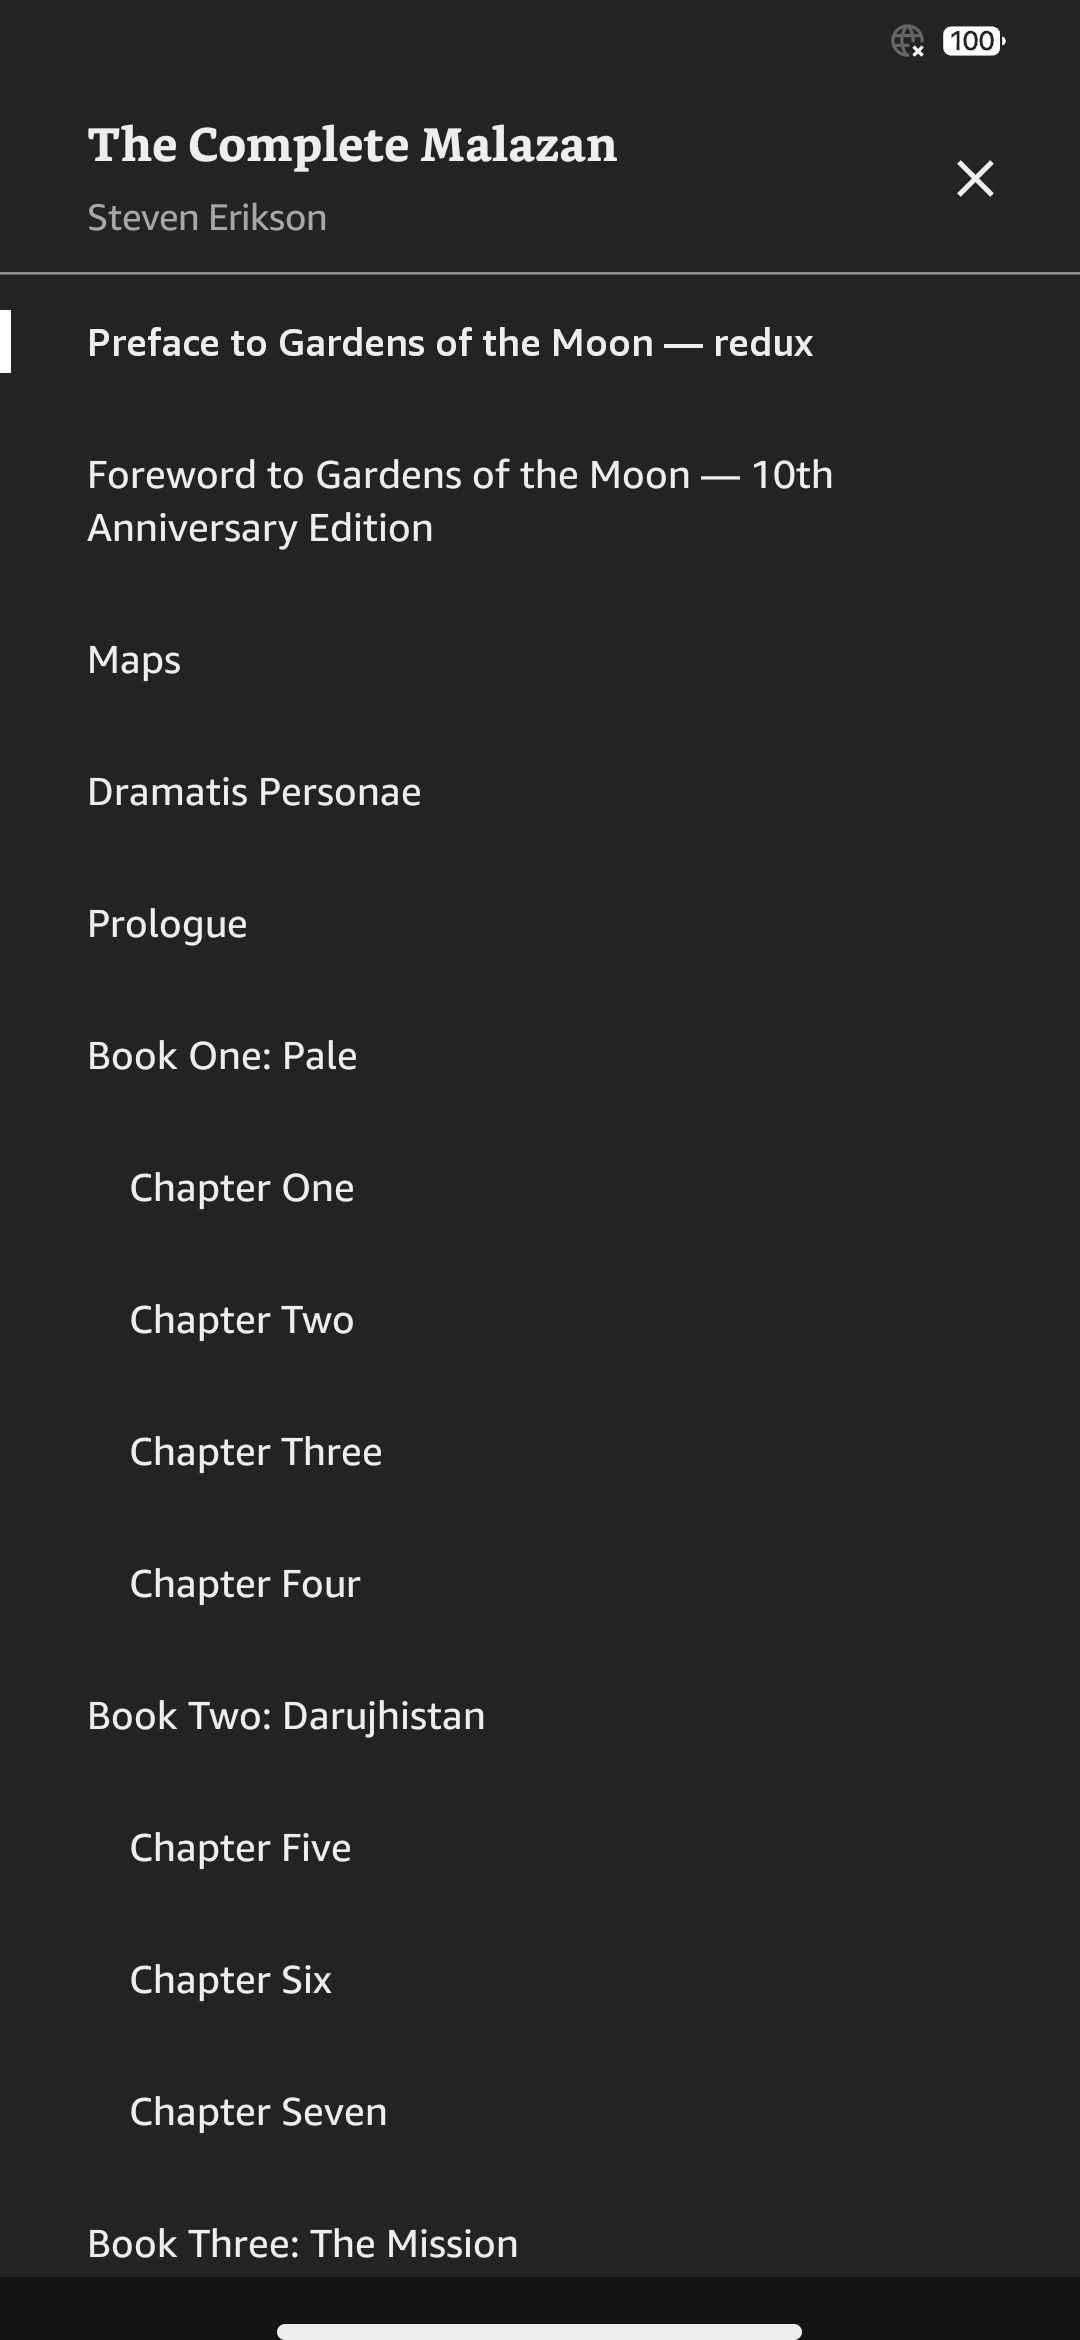 100
The Complete Malazan
Steven Erikson
Preface to Gardens of the Moon — redux
Foreword to Gardens of the Moon — 10th
Anniversary Edition
Maps
Dramatis Personae
Prologue
Book One: Pale
Chapter One
Chapter Two
Chapter Three
Chapter Four
Book Two: Darujhistan
Chapter Five
Chapter Six
Chapter Seven
Book Three: The Mission